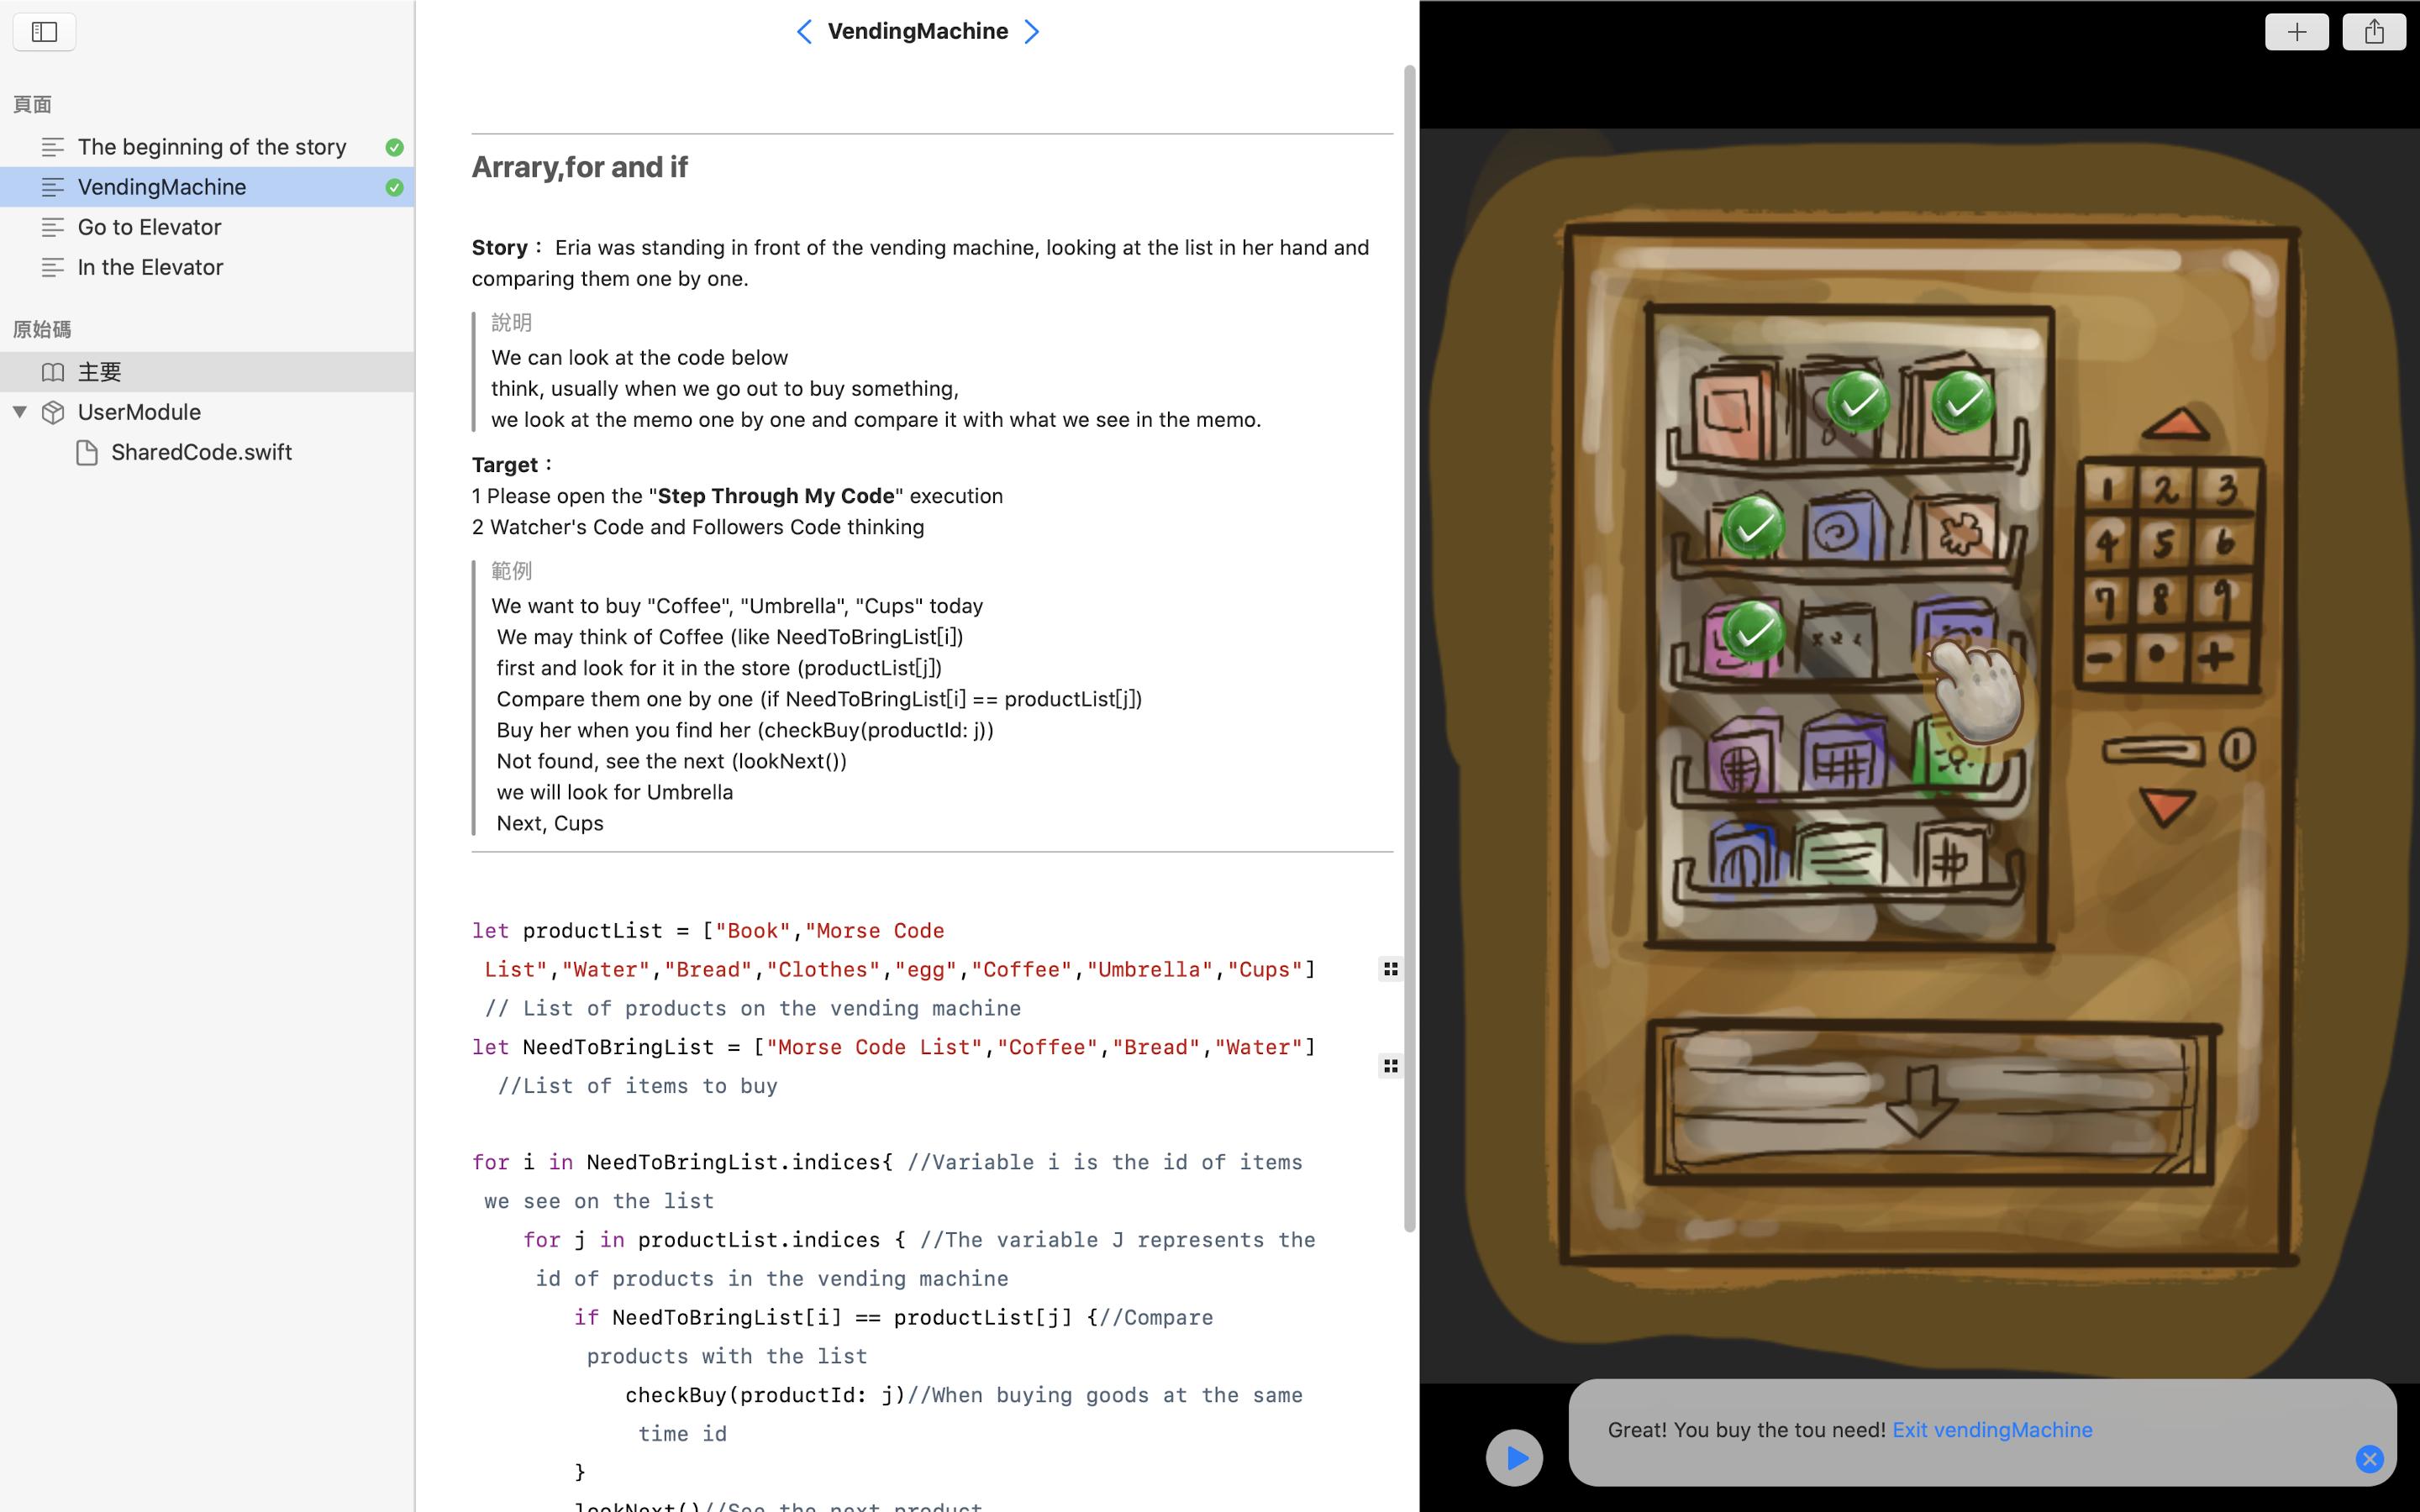 頁面
The beginning of the story
VendingMachine
Go to Elevator
In the Elevator
原始碼
主要
UserModule
SharedCode.swift
VendingMachine
Arrary,for and if
Story： Eria was standing in front of the vending machine, looking at the list in her hand and
comparing them one by one.
說明
We can look at the code below
think, usually when we go out to buy something,
we look at the memo one by one and compare it with what we see in the memo.
Target：
1 Please open the "Step Through My Code" execution
2 Watcher's Code and Followers Code thinking
範例
We want to buy "Coffee", "Umbrella", "Cups" today
We may think of Coffee (like NeedToBringList[i])
first and look for it in the store (productList[j])
Compare them one by one (if NeedToBringList[i] == productList[j])
Buy her when you find her (checkBuy(productId: j))
Not found, see the next (lookNext())
we will look for Umbrella
Next, Cups
let productList = ["Book","Morse Code
List","Water","Bread","Clothes","egg","Coffee","Umbrella","Cups"]
// List of products on the vending machine
let NeedToBringList = ["Morse Code List","Coffee","Bread","Water"]
//List of items to buy
for i in NeedToBringList.indices{ //Variable i is the id of items
we see on the list
for j in productList.indices { //The variable J represents the
id of products in the vending machine
if NeedToBringList[i] == productList[j] {//Compare
products with the list
checkBuy(productId: j)//When buying goods at the same
time id
}
lookNext()//See the next product
1 2 3
4 5 6
7 8 9
- • +
Great! You buy the tou need! Exit vendingMachine